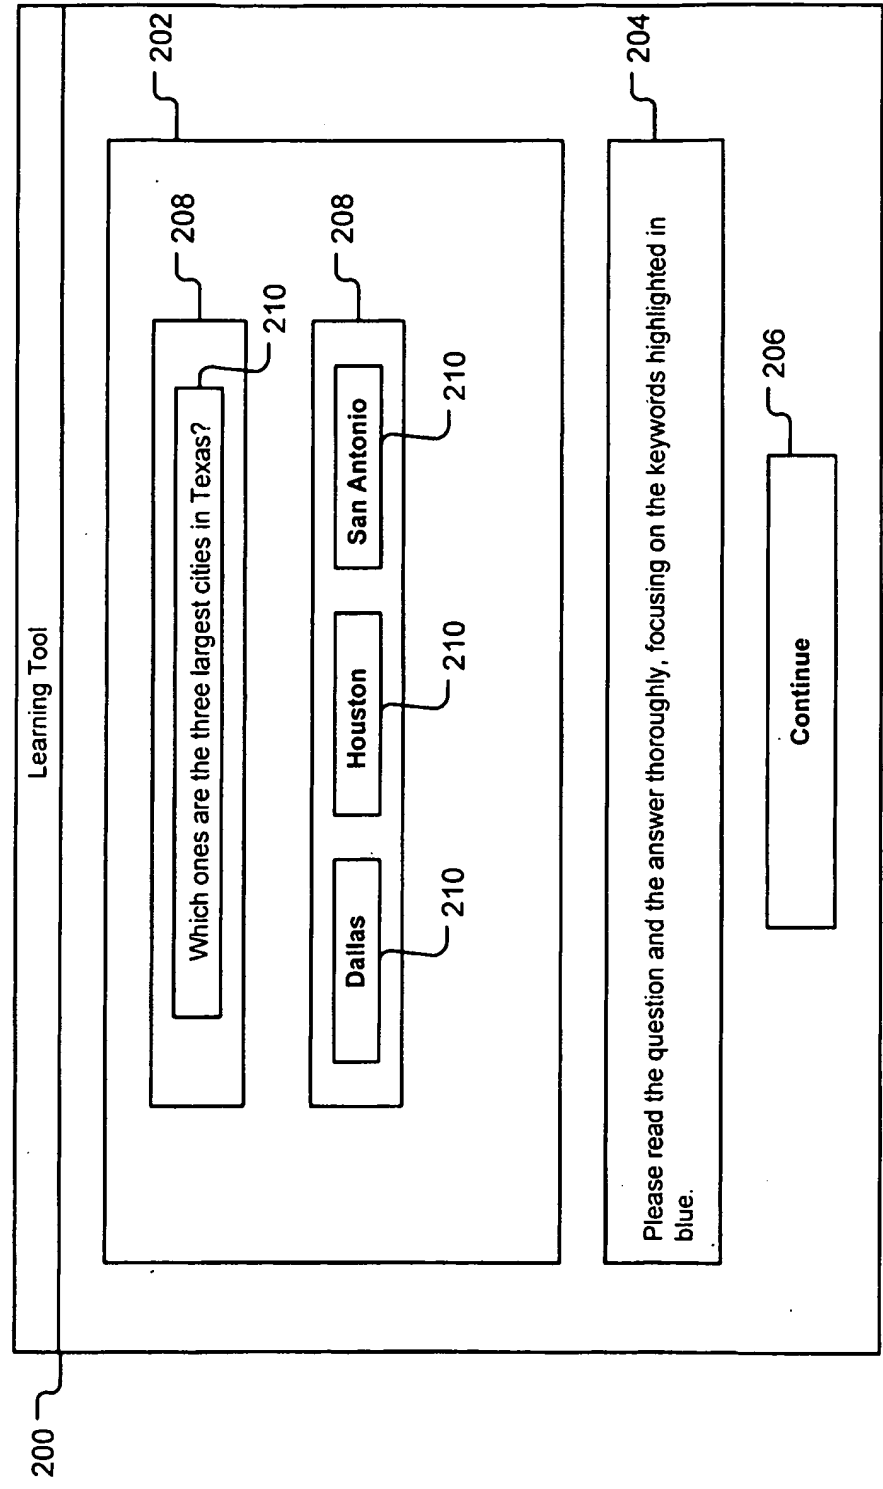 Learning Tool
200
202
208
Which ones are the three largest cities in Texas?
210
208
Dallas
Houston
San Antonio
210
210
210
204
Please read the question and the answer thoroughly, focusing on the keywords highlighted in
blue.
206
Continue